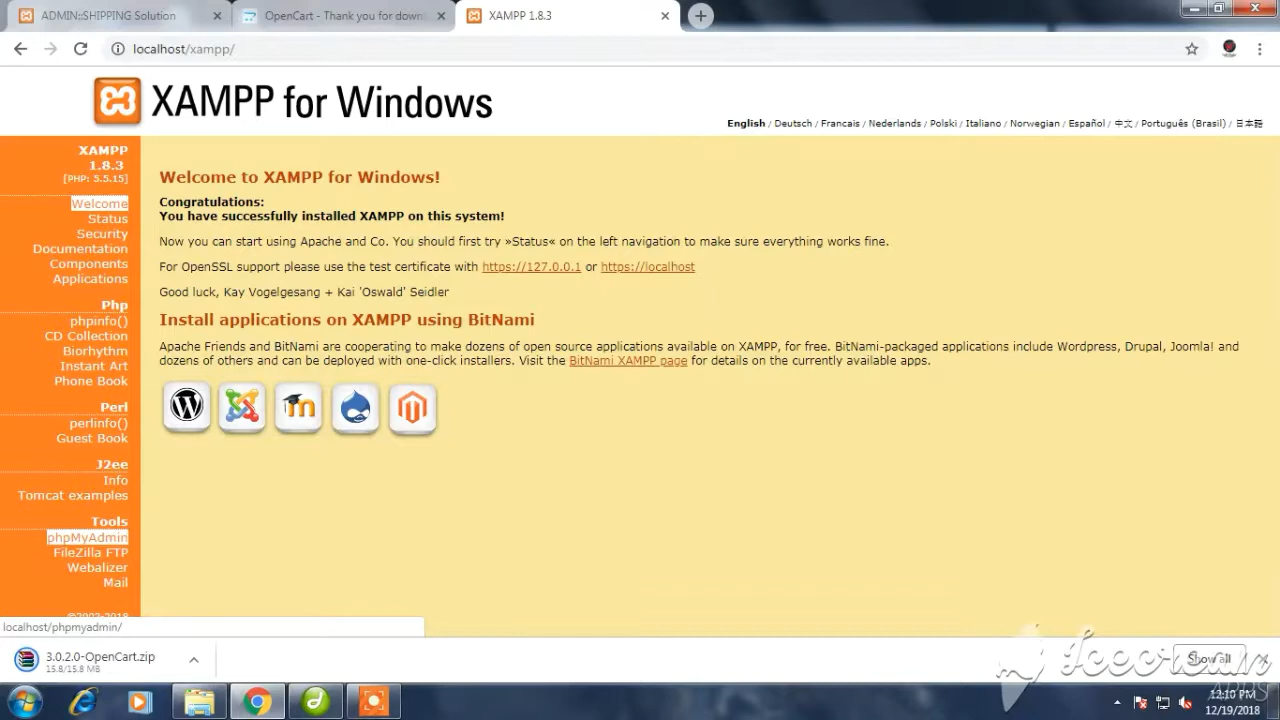 ADMIN::SHIPPING Solution
OpenCart - Thank you for down
XAMPP 1.8.3
localhost/xampp/
XAMPP for Windows
English / Deutsch / Francais / Nederlands / Polski / Italiano / Norwegian / Español / 中文 / Português (Brasil) / 日本語
XAMPP
1.8.3
[PHP: 5.5.15]
Welcome
Status
Security
Documentation
Components
Applications
Php
phpinfo()
CD Collection
Biorhythm
Instant Art
Phone Book
Perl
perlinfo()
Guest Book
J2ee
Info
Tomcat examples
Tools
phpMyAdmin
FileZilla FTP
Webalizer
Mail
©2002-2018
Welcome to XAMPP for Windows!
Congratulations:
You have successfully installed XAMPP on this system!
Now you can start using Apache and Co. You should first try »Status« on the left navigation to make sure everything works fine.
For OpenSSL support please use the test certificate with https://127.0.0.1 or https://localhost
Good luck, Kay Vogelgesang + Kai 'Oswald' Seidler
Install applications on XAMPP using BitNami
Apache Friends and BitNami are cooperating to make dozens of open source applications available on XAMPP, for free. BitNami-packaged applications include Wordpress, Drupal, Joomla! and
dozens of others and can be deployed with one-click installers. Visit the BitNami XAMPP page for details on the currently available apps.
localhost/phpmyadmin/
3.0.2.0-OpenCart.zip
15.8/15.8 MB
Show all
Icecream
APPS
12:10 PM
12/19/2018